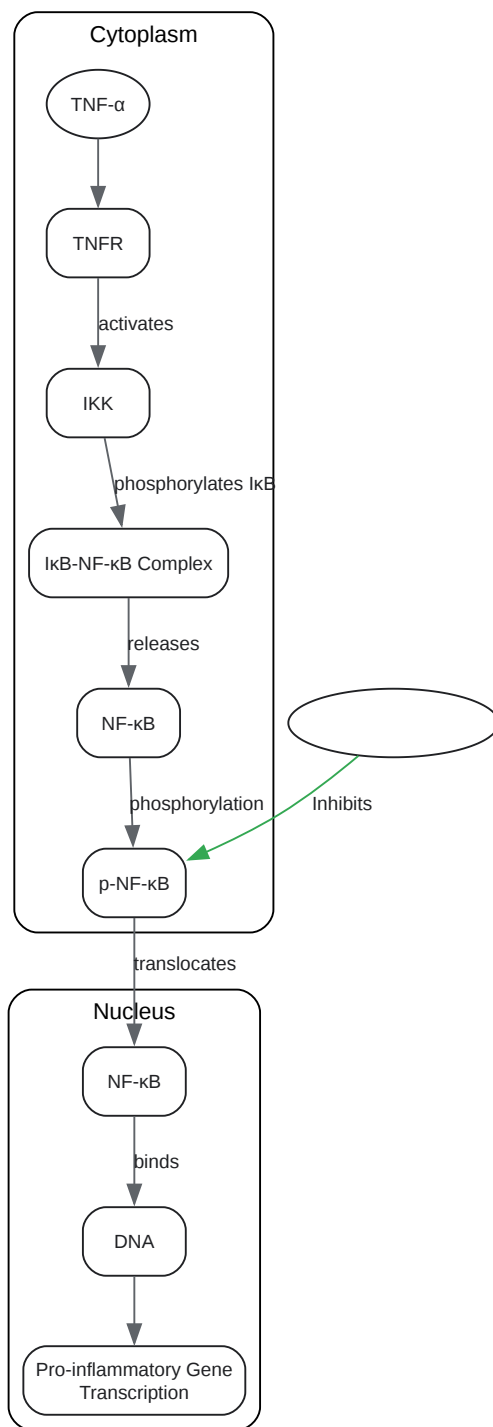 Cytoplasm
TNF-α
TNFR
activates
IKK
phosphorylates IκB
IκB-NF-κB Complex
releases
NF-κB
phosphorylation
Inhibits
p-NF-κB
translocates
Nucleus
NF-κB
binds
DNA
Pro-inflammatory Gene
Transcription